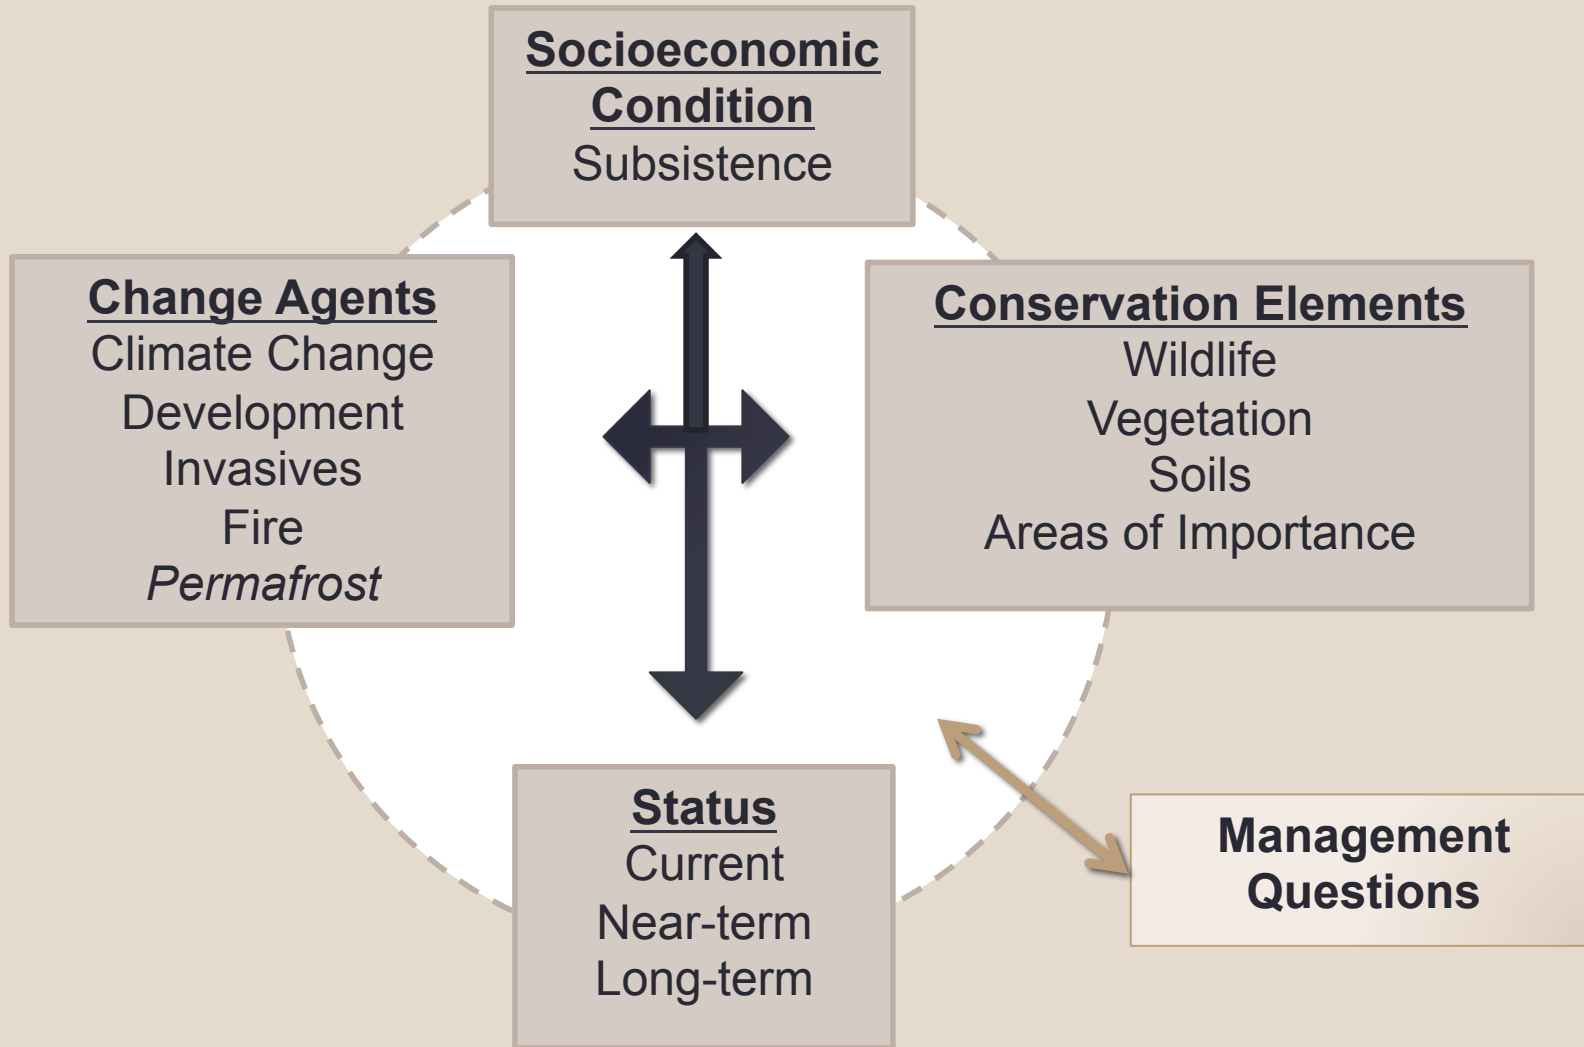 Socioeconomic
Condition
Subsistence
Change Agents
Climate Change
Development
Invasives
Fire
Permafrost
Conservation Elements
Wildlife
Vegetation
Soils
Areas of Importance
Status
Current
Near-term
Long-term
Management
Questions